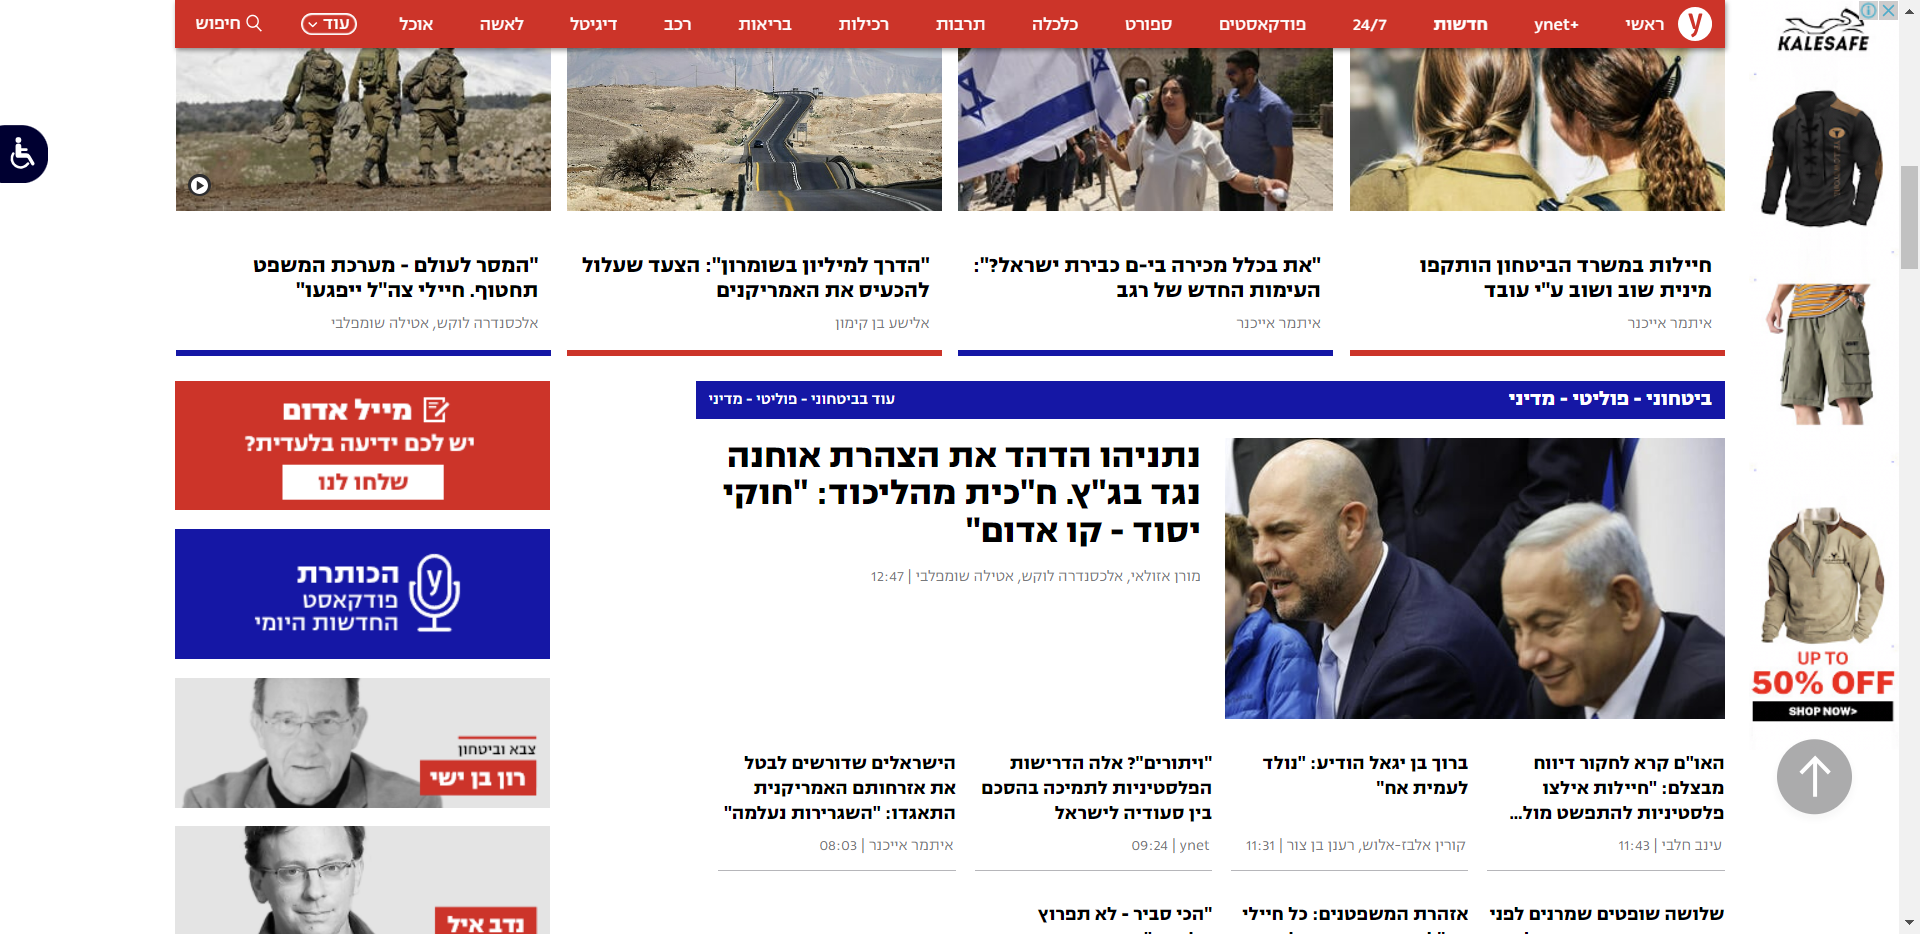 ראשי
ynet+
חדשות
24/7
פודקאסטים
ספורט
כלכלה
תרבות
רכילות
בריאות
רכב
דיגיטל
לאשה
אוכל
עוד
חיפוש
חיילות במשרד הביטחון הותקפו
מינית שוב ושוב ע"י עובד
איתמר אייכנר
"את בכלל מכירה בי-ם כבירת ישראל?":
העימות החדש של רגב
איתמר אייכנר
"הדרך למיליון בשומרון": הצעד שעלול
להכעיס את האמריקנים
אלישע בן קימון
"המסר לעולם - מערכת המשפט
תחטוף. חיילי צה"ל ייפגעו"
אלכסנדרה לוקש, אטילה שומפלבי
ביטחוני - פוליטי - מדיני
עוד בביטחוני - פוליטי - מדיני
נתניהו הדהד את הצהרת אוחנה
נגד בג"ץ. ח"כית מהליכוד: "חוקי
יסוד - קו אדום"
מורן אזולאי, אלכסנדרה לוקש, אטילה שומפלבי | 12:47
האו"ם קרא לחקור דיווח
מבצלם: "חיילות אילצו
פלסטיניות להתפשט מול...
עינב חלבי | 11:43
ברוך בן יגאל הודיע: "נולד
לעמית אח"
קורין אלבז-אלוש, רענן בן צור | 11:31
"ויתורים"? אלה הדרישות
הפלסטיניות לתמיכה בהסכם
בין סעודיה לישראל
ynet | 09:24
הישראלים שדורשים לבטל
את אזרחותם האמריקנית
התאגדו: "השגרירות נעלמה"
איתמר אייכנר | 08:03
שלושה שופטים שמרנים לפני
אזהרת המשפטנים: כל חיילי
"הכי סביר - לא תפרוץ
מייל אדום
יש לכם ידיעה בלעדית?
שלחו לנו
הכותרת
פודקאסט
החדשות היומי
צבא וביטחון
רון בן ישי
נדב איל
KALESAFE
UP TO
50% OFF
SHOP NOW>